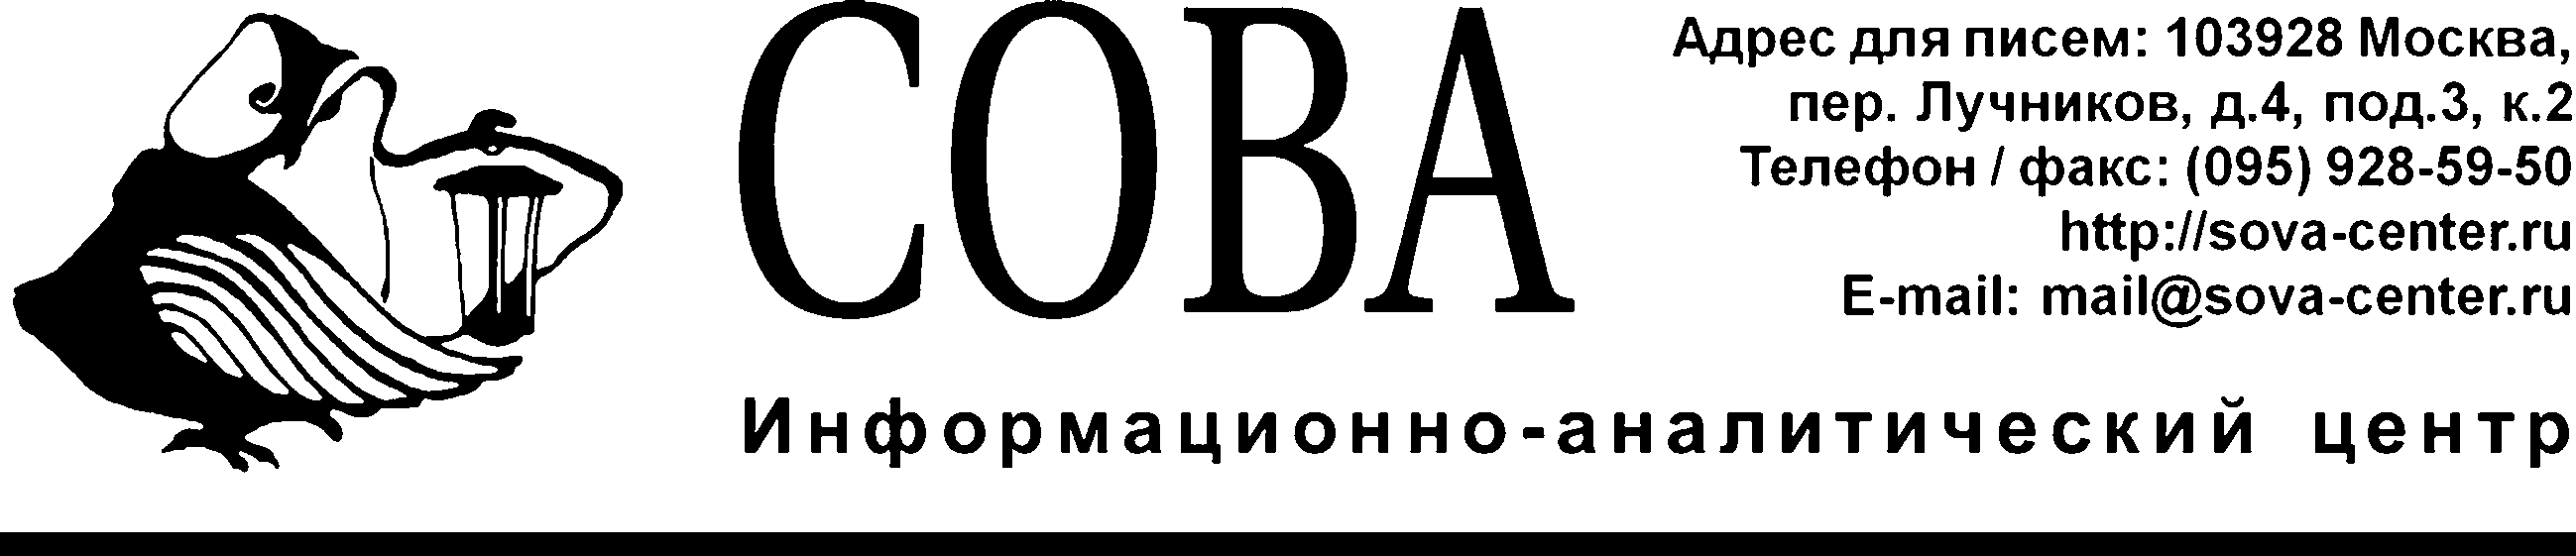 СОВА
Адрес для писем: 103928 Москва,
пер. Лучников, д.4, под.3, к.2
Телефон / факс: (095) 928-59-50
http://sova-center.ru
E-mail: mail@sova-center.ru
Информационно-аналитический центр